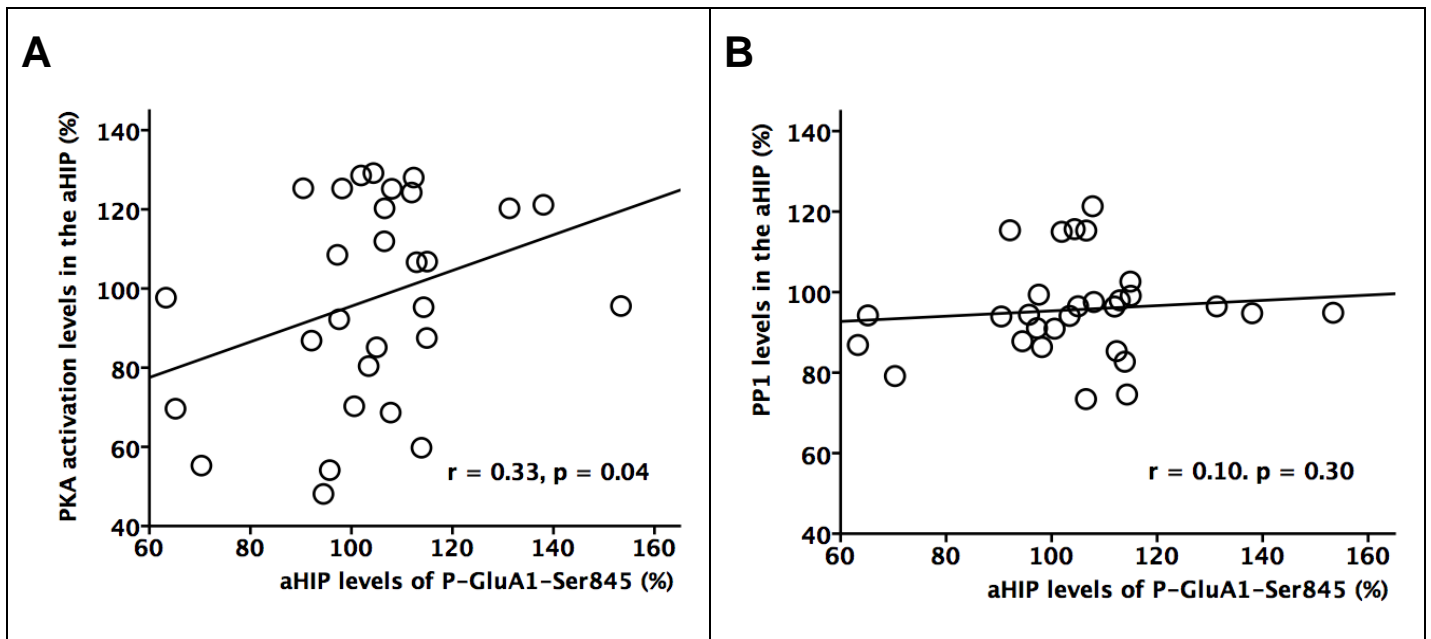 A
PKA activation levels in the aHIP (%)
140
120
100
80
60
40
r = 0.33, p = 0.04
60 80 100 120 140 160
aHIP levels of P-GluA1-Ser845 (%)
B
PP1 levels in the aHIP (%)
140
120
100
80
60
40
r = 0.10. p = 0.30
60 80 100 120 140 160
aHIP levels of P-GluA1-Ser845 (%)